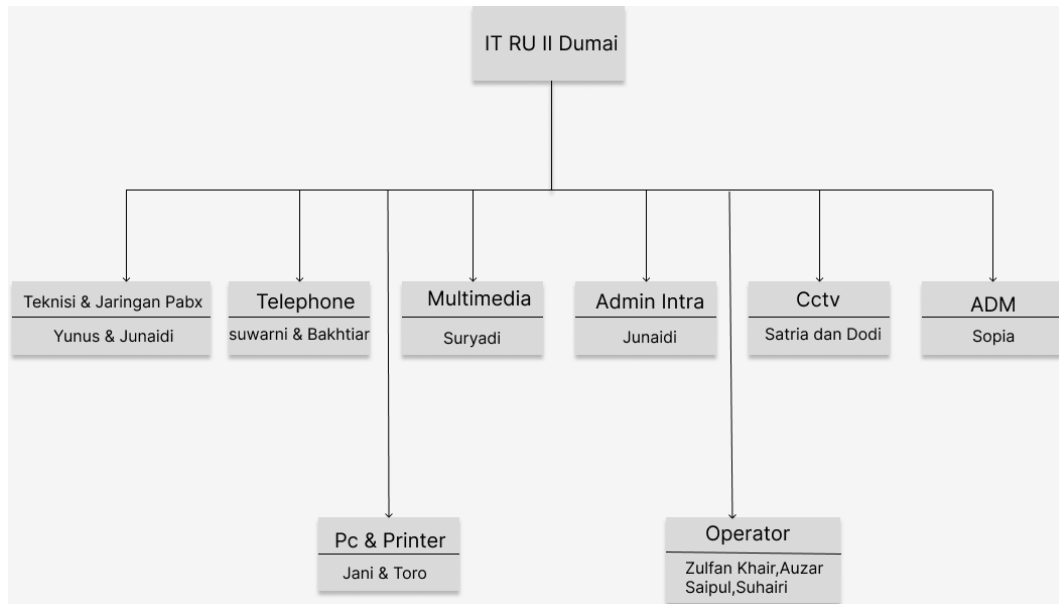 IT RU II Dumai
Teknisi & Jaringan Pabx
Yunus & Junaidi
Telephone
suwarni & Bakhtiar
Multimedia
Suryadi
Admin Intra
Junaidi
Cctv
Satria dan Dodi
ADM
Sopia
Pc & Printer
Jani & Toro
Operator
Zulfan Khair,Auzar
Saipul,Suhairi